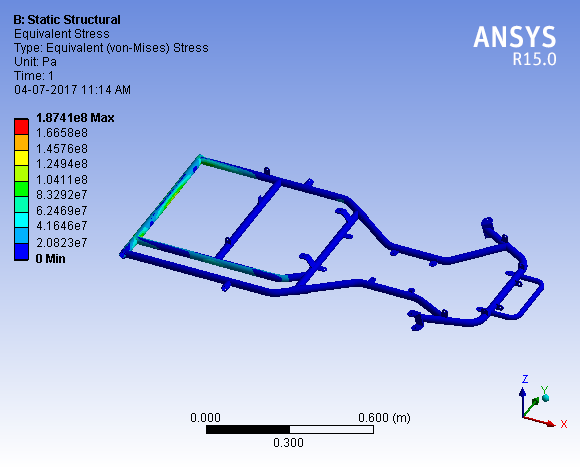 B: Static Structural
Equivalent Stress
Type: Equivalent (von-Mises) Stress
Unit: Pa
Time: 1
04-07-2017 11:14 AM
ANSYS
R15.0
1.8741e8 Max
1.6658e8
1.4576e8
1.2494e8
1.0411e8
8.3292e7
6.2469e7
4.1646e7
2.0823e7
0 Min
0.000
0.600 (m)
0.300
Z
Y
X